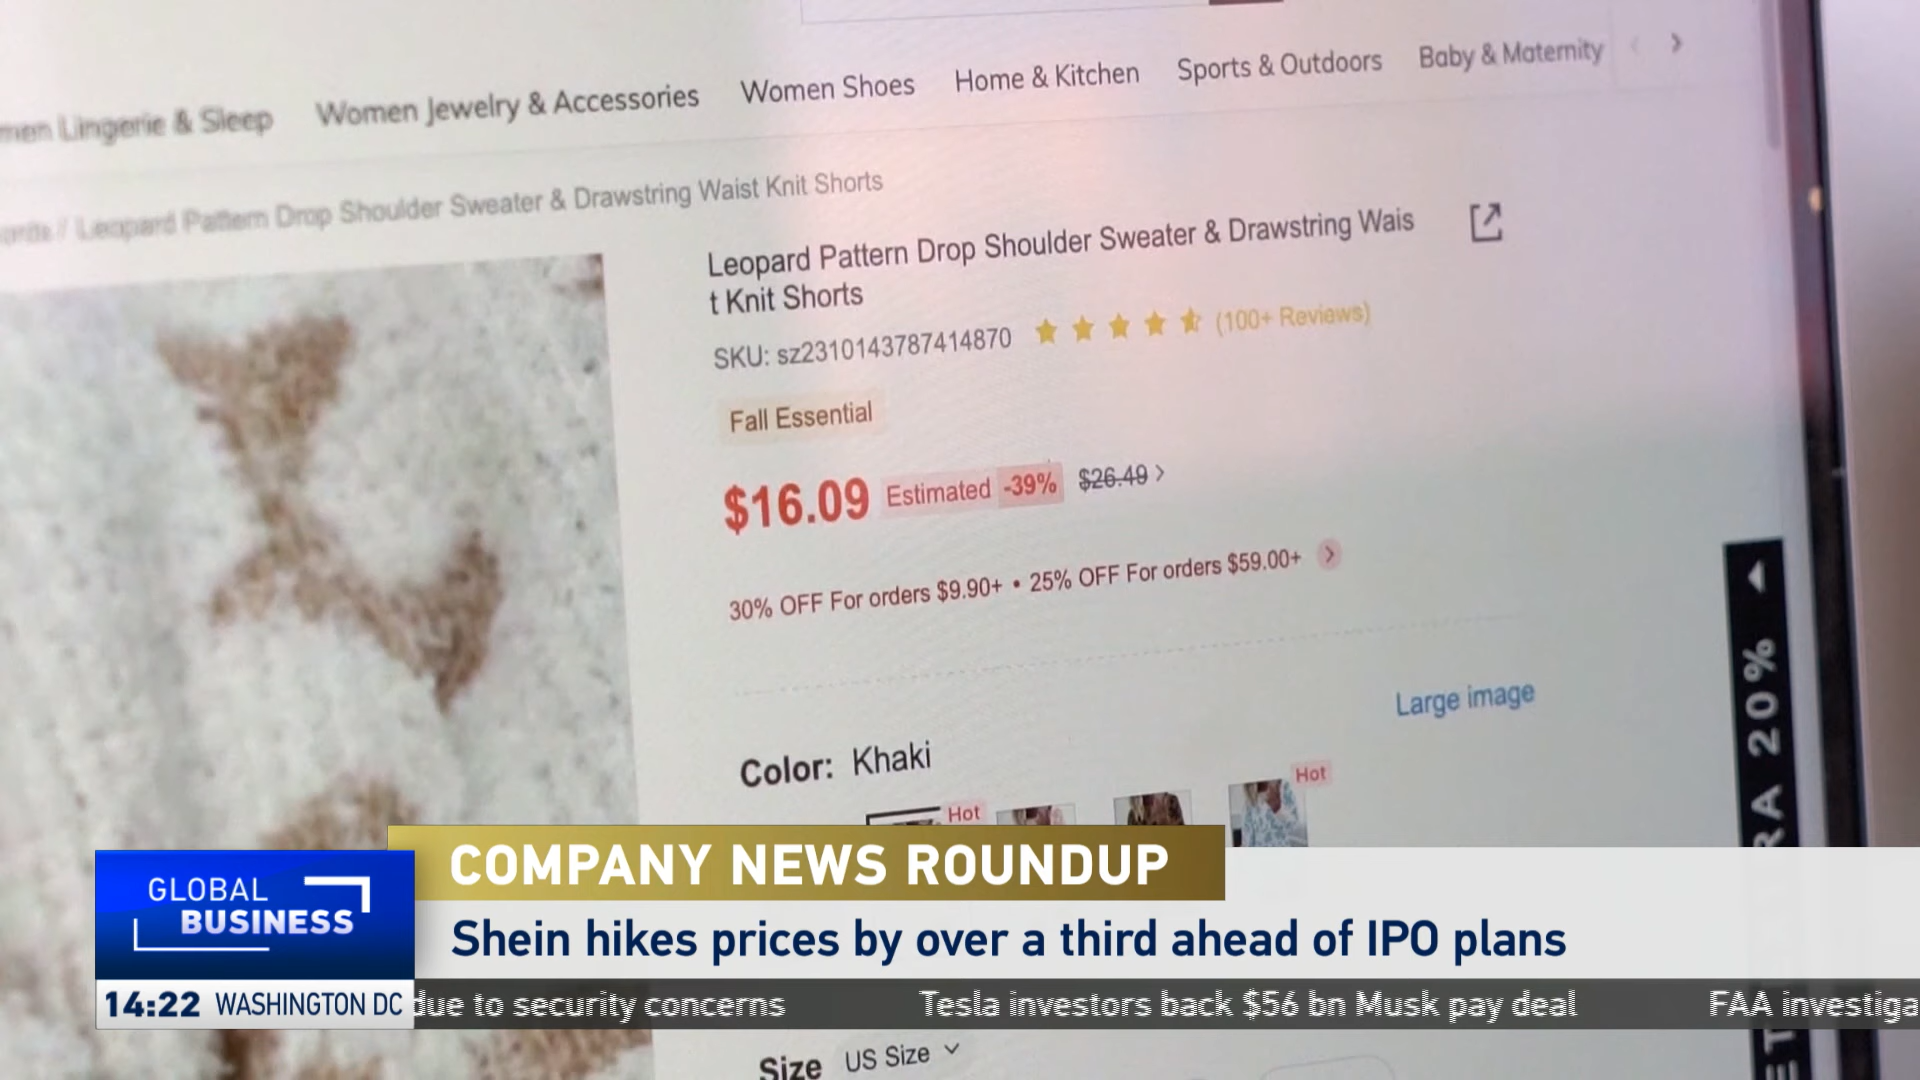 Lingerie & Sleep
Women Jewelry & Accessories
Women Shoes
Home & Kitchen
Sports & Outdoors
Baby & Maternity
/ Leopard Pattern Drop Shoulder Sweater & Drawstring Waist Knit Shorts
Leopard Pattern Drop Shoulder Sweater & Drawstring Wais
t Knit Shorts
SKU: sz2310143787414870
(100+ Reviews)
Fall Essential
$16.09 Estimated -39% $26.49 >
30% OFF For orders $9.90+ • 25% OFF For orders $59.00+ >
Large image
Color: Khaki
Hot
Hot
RA 20%
COMPANY NEWS ROUNDUP
GLOBAL
BUSINESS
Shein hikes prices by over a third ahead of IPO plans
14:22 WASHINGTON DC
due to security concerns
Tesla investors back $56 bn Musk pay deal
FAA investiga
Size US Size